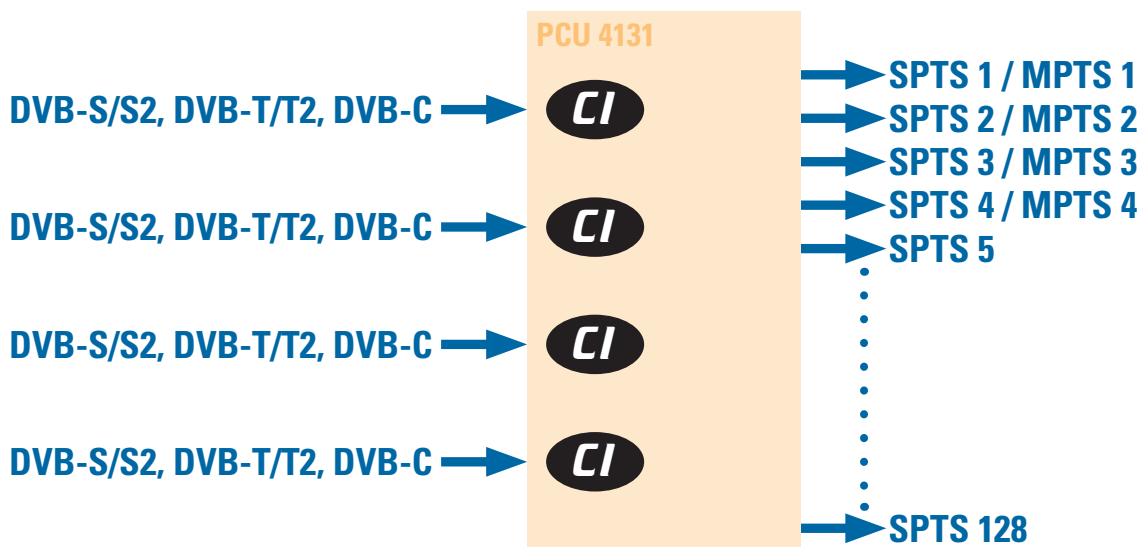 PCU 4131
DVB-S/S2, DVB-T/T2, DVB-C
CI
DVB-S/S2, DVB-T/T2, DVB-C
CI
DVB-S/S2, DVB-T/T2, DVB-C
CI
DVB-S/S2, DVB-T/T2, DVB-C
CI
SPTS 1 / MPTS 1
SPTS 2 / MPTS 2
SPTS 3 / MPTS 3
SPTS 4 / MPTS 4
SPTS 5
SPTS 128